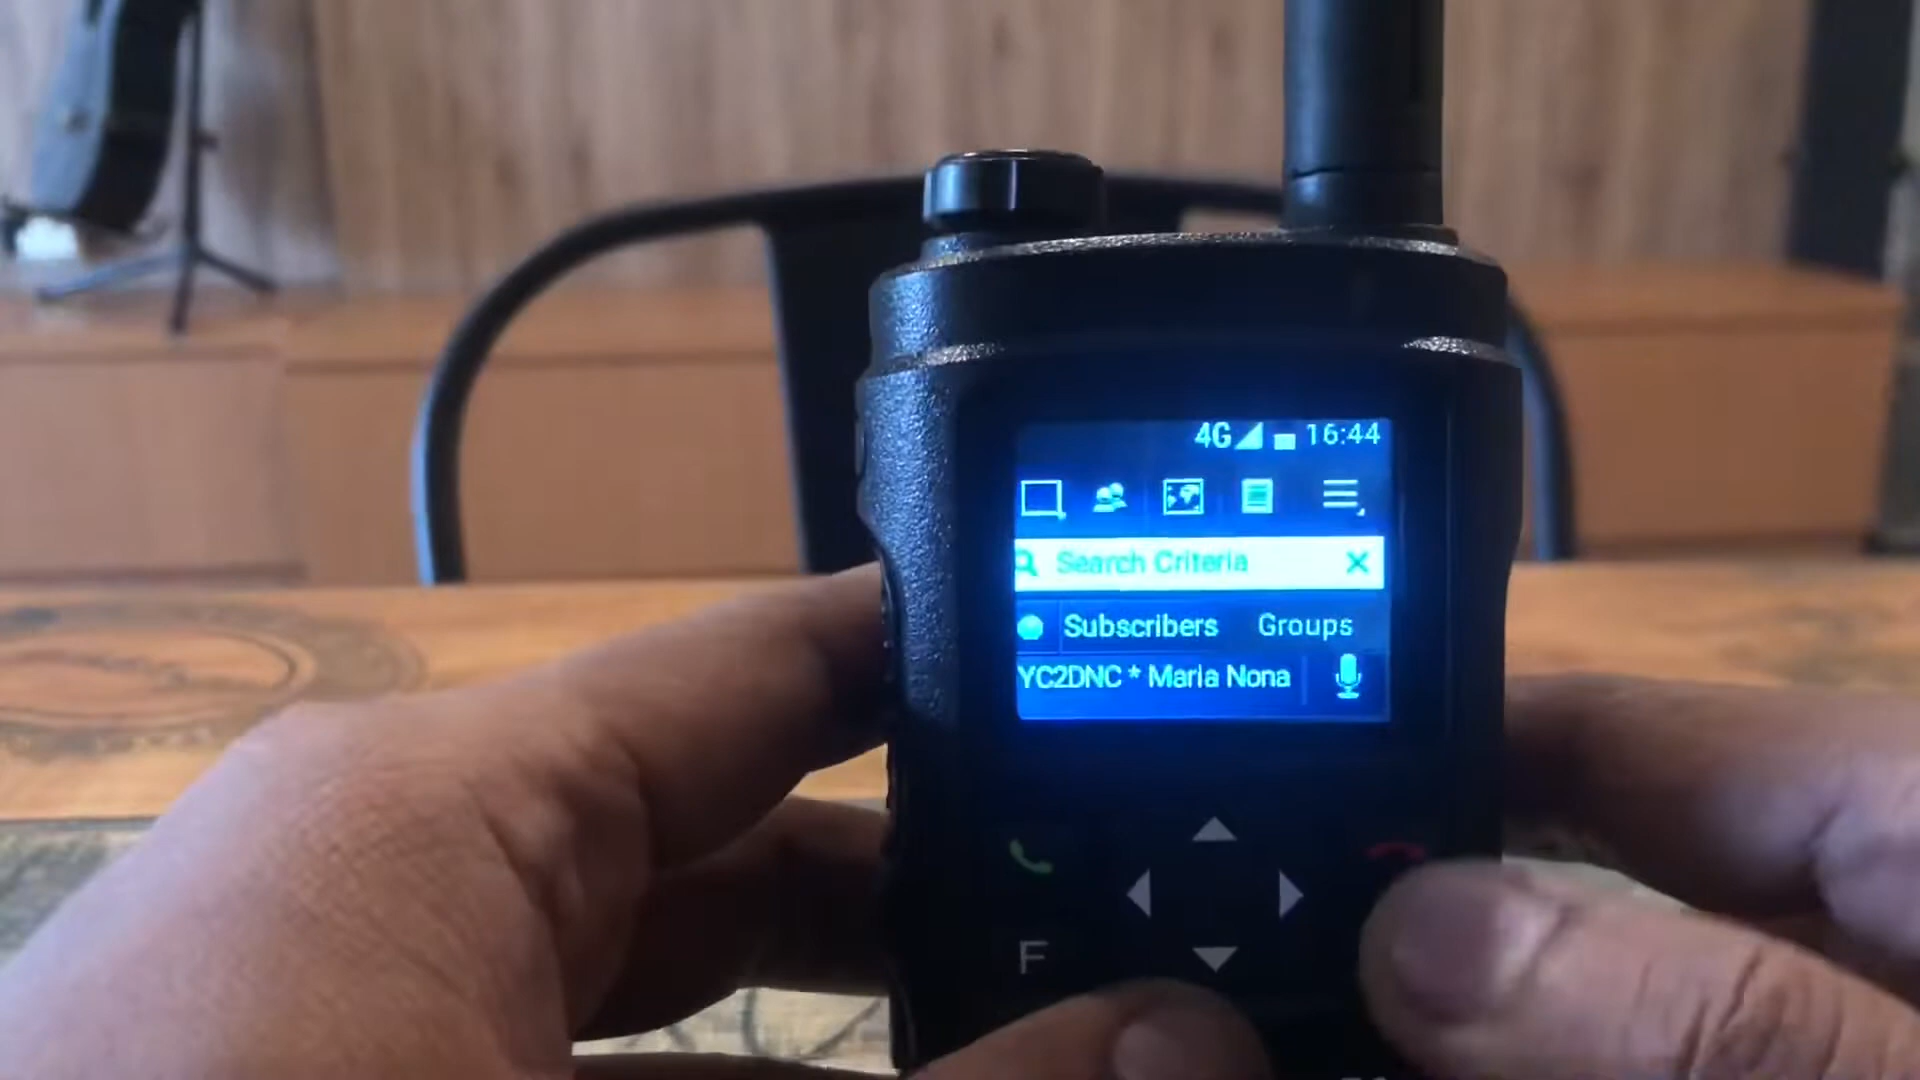 4G 16:44
Search Criteria
Subscribers Groups
YC2DNC * Maria Nona
F